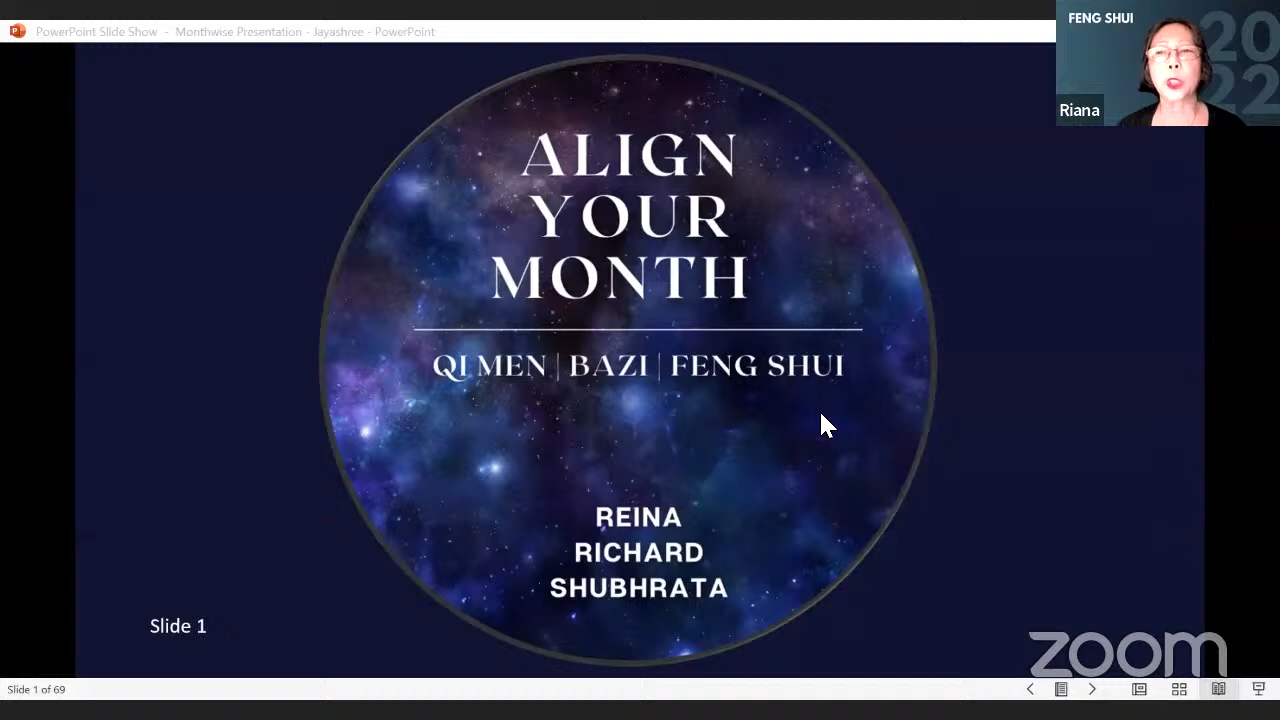 PowerPoint Slide Show - Monthwise Presentation - Jayashree - PowerPoint
FENG SHUI
2022
Riana
ALIGN
YOUR
MONTH
QI MEN | BAZI | FENG SHUI
REINA
RICHARD
SHUBHRATA
Slide 1
zoom
Slide 1 of 69